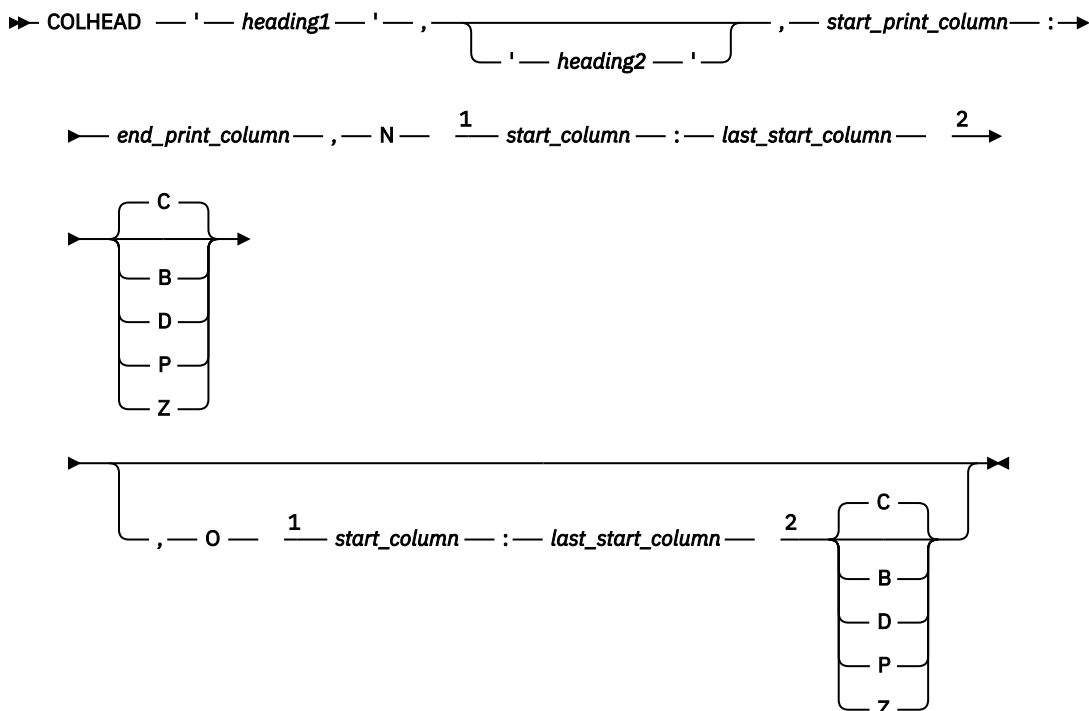 COLHEAD ' heading1 ' , , start_print_column :
' heading2 '
end_print_column , N 1 start_column : last_start_column 2
C
B
D
P
Z
, O 1 start_column : last_start_column 2
C
B
D
P
Z